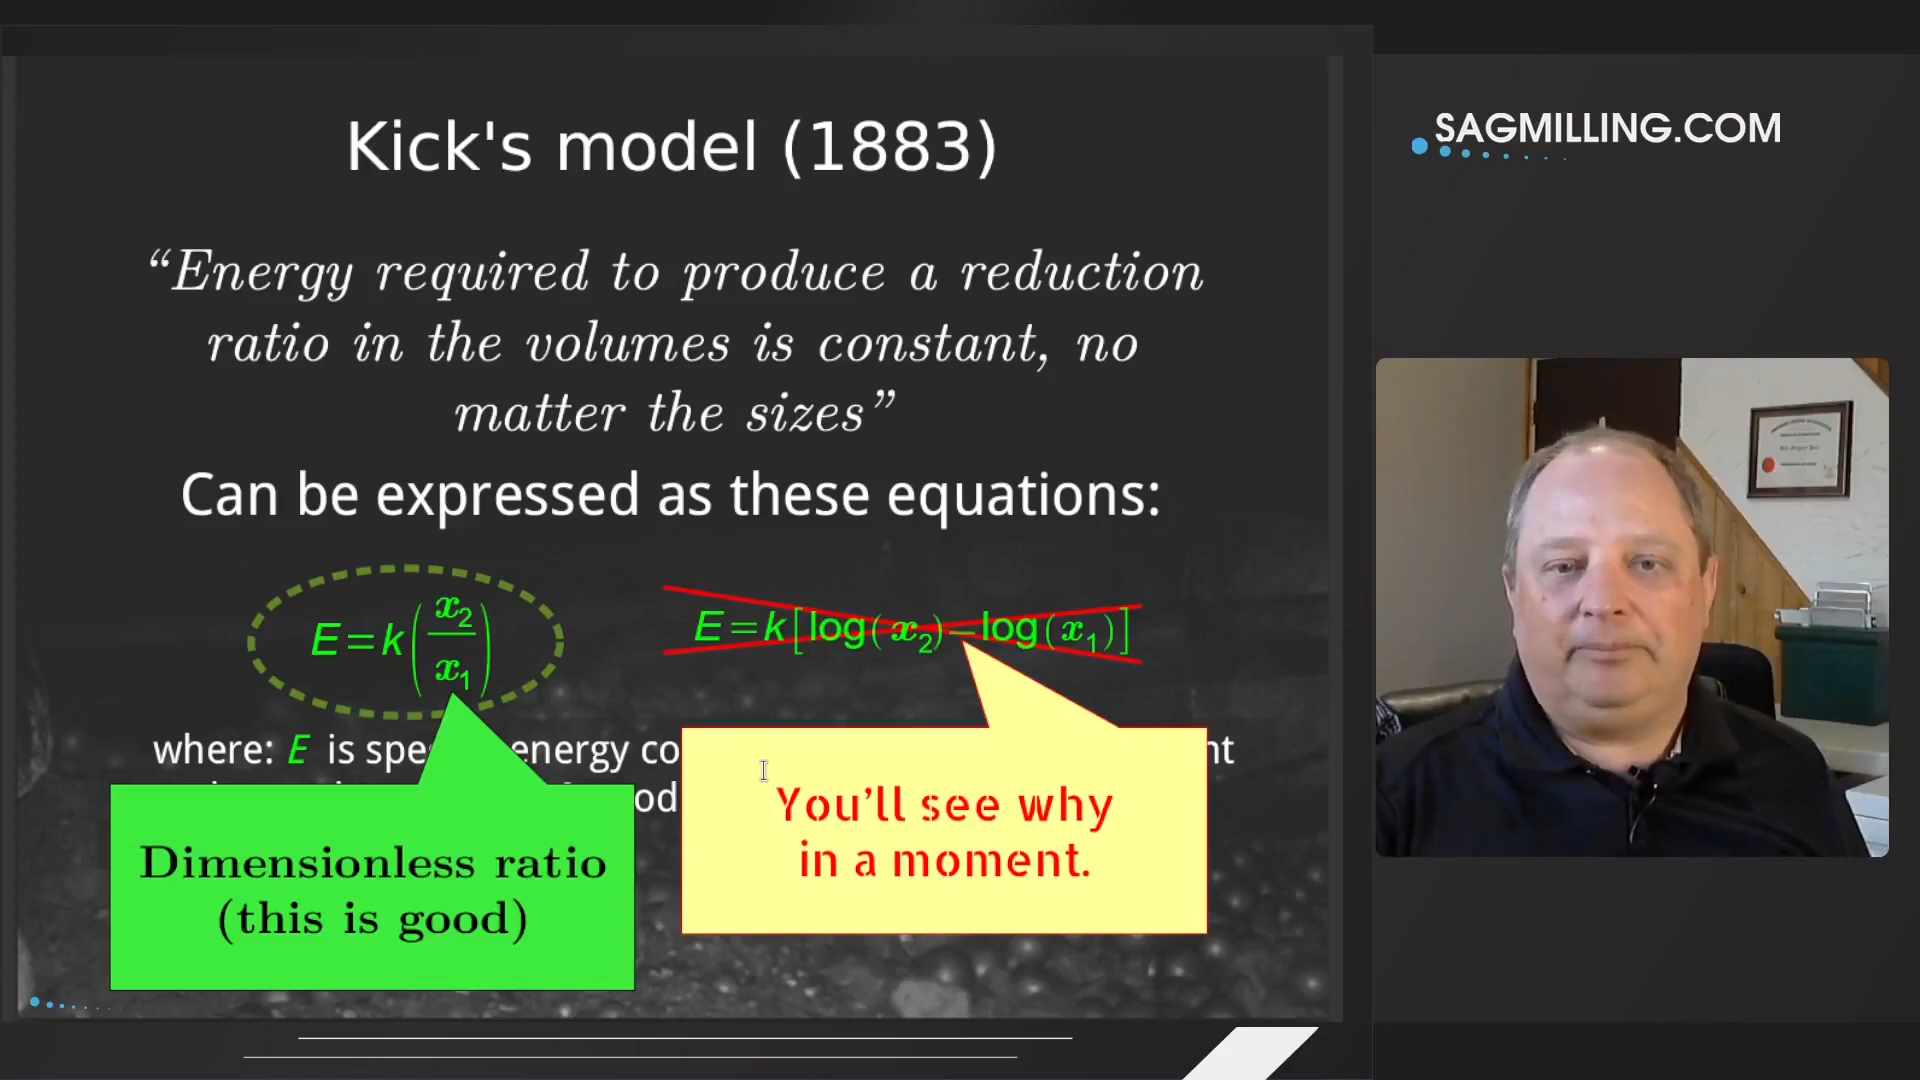 Kick's model (1883)
“Energy required to produce a reduction
ratio in the volumes is constant, no
matter the sizes”
Can be expressed as these equations:
E=k(x₂/x₁)
E=k[log(x₂)−log(x₁)]
where: E is spe energy co nt
od
Dimensionless ratio
(this is good)
You’ll see why
in a moment.
SAGMILLING.COM